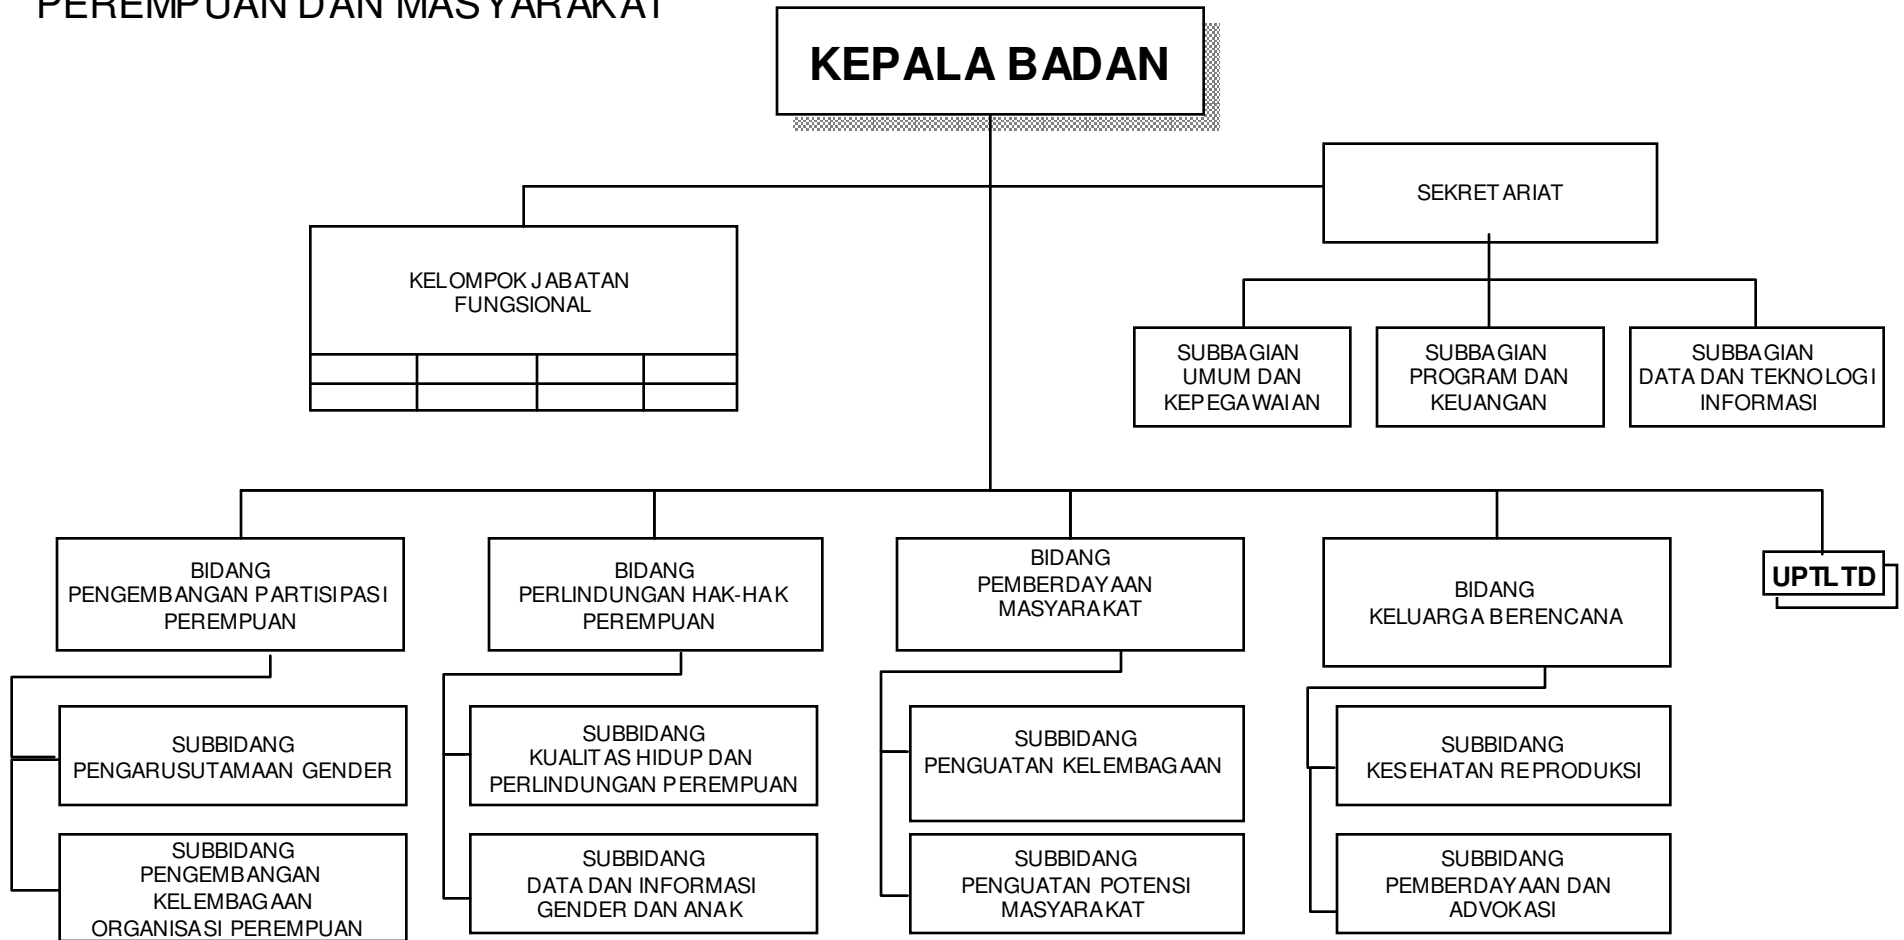 PEREMPUAN DAN MASYARAKAT
KEPALA BADAN
SEKRETARIAT
KELOMPOK JABATAN
FUNGSIONAL
SUBBAGIAN
UMUM DAN
KEPEGAWAIAN
SUBBAGIAN
PROGRAM DAN
KEUANGAN
SUBBAGIAN
DATA DAN TEKNOLOGI
INFORMASI
BIDANG
PENGEMBANGAN PARTISIPASI
PEREMPUAN
BIDANG
PERLINDUNGAN HAK-HAK
PEREMPUAN
BIDANG
PEMBERDAYAAN
MASYARAKAT
BIDANG
KELUARGA BERENCANA
UPTLTD
SUBBIDANG
PENGARUSUTAMAAN GENDER
SUBBIDANG
KUALITAS HIDUP DAN
PERLINDUNGAN PEREMPUAN
SUBBIDANG
PENGUATAN KELEMBAGAAN
SUBBIDANG
KESEHATAN REPRODUKSI
SUBBIDANG
PENGEMBANGAN
KELEMBAGAAN
ORGANISASI PEREMPUAN
SUBBIDANG
DATA DAN INFORMASI
GENDER DAN ANAK
SUBBIDANG
PENGUATAN POTENSI
MASYARAKAT
SUBBIDANG
PEMBERDAYAAN DAN
ADVOKASI